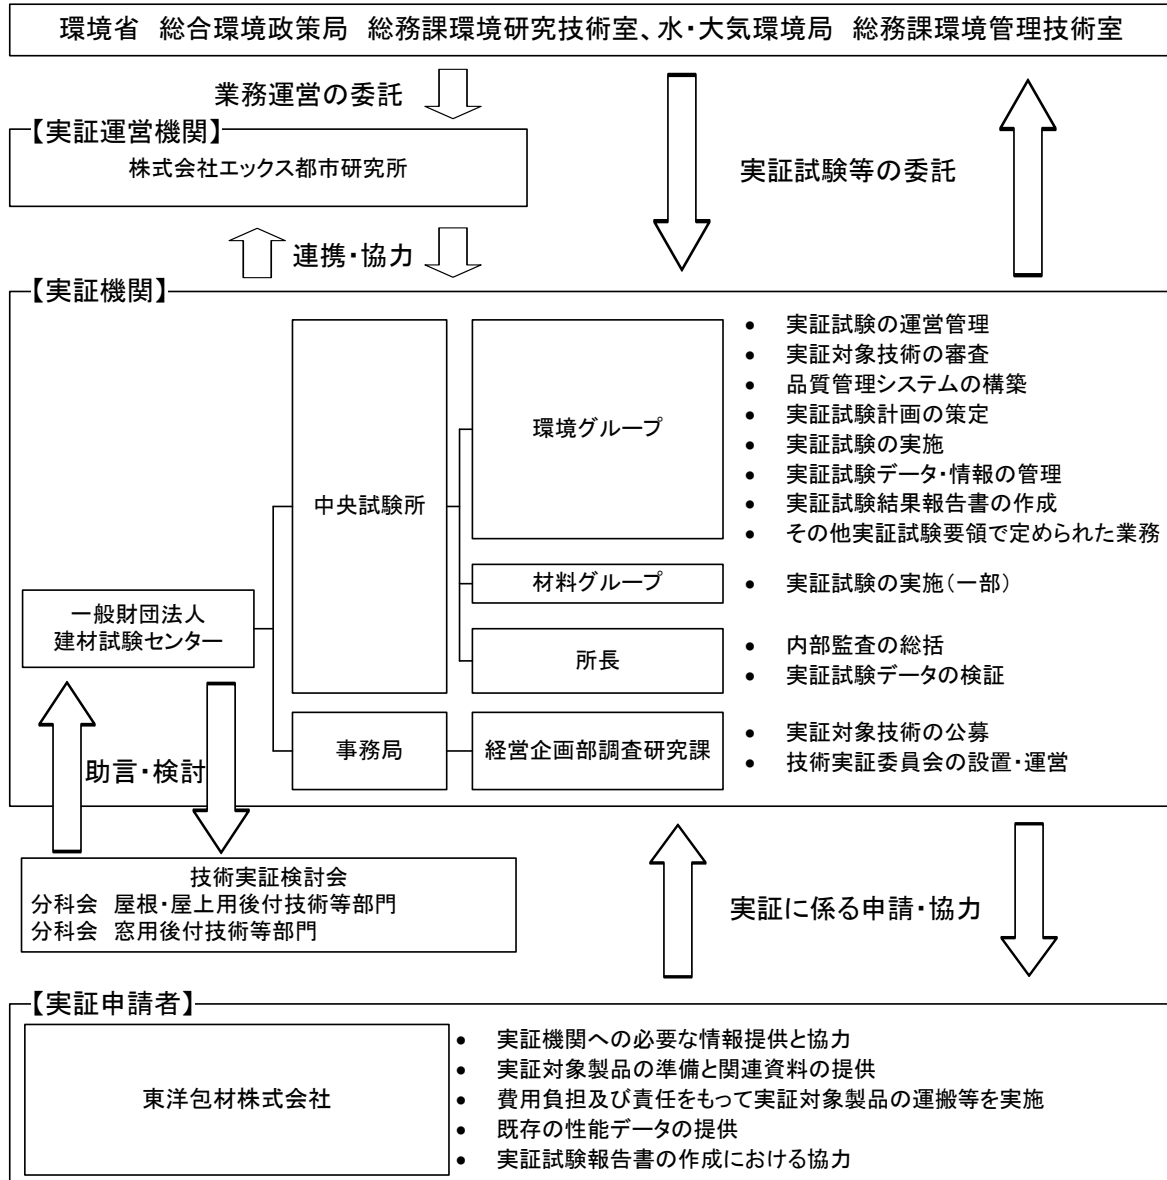 環境省　総合環境政策局　総務課環境研究技術室、水・大気環境局　総務課環境管理技術室
業務運営の委託
【実証運営機関】
株式会社エックス都市研究所
実証試験等の委託
連携・協力
【実証機関】
一般財団法人
建材試験センター
中央試験所
環境グループ
• 実証試験の運営管理
• 実証対象技術の審査
• 品質管理システムの構築
• 実証試験計画の策定
• 実証試験の実施
• 実証試験データ・情報の管理
• 実証試験結果報告書の作成
• その他実証試験要領で定められた業務
材料グループ
• 実証試験の実施（一部）
所長
• 内部監査の総括
• 実証試験データの検証
事務局
経営企画部調査研究課
• 実証対象技術の公募
• 技術実証委員会の設置・運営
助言・検討
技術実証検討会
分科会　屋根・屋上用後付技術等部門
分科会　窓用後付技術等部門
実証に係る申請・協力
【実証申請者】
東洋包材株式会社
• 実証機関への必要な情報提供と協力
• 実証対象製品の準備と関連資料の提供
• 費用負担及び責任をもって実証対象製品の運搬等を実施
• 既存の性能データの提供
• 実証試験報告書の作成における協力